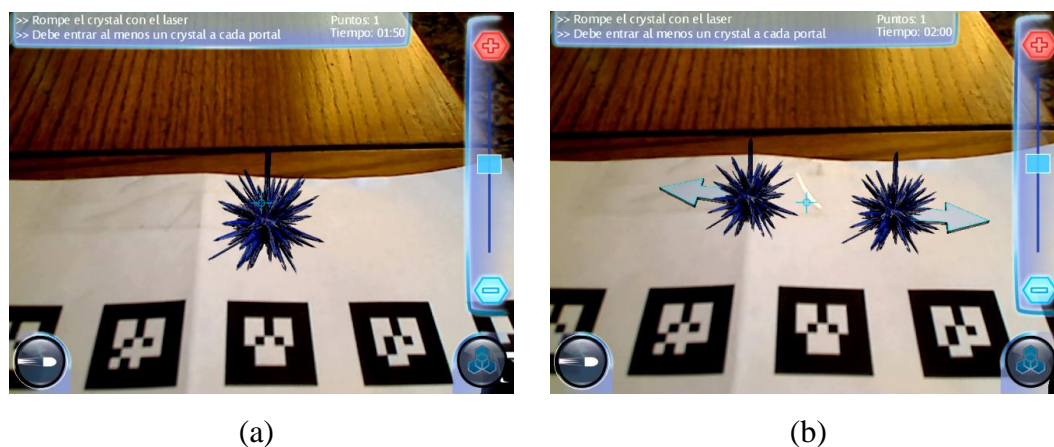 >> Rompe el crystal con el laser
Puntos: 1
>> Debe entrar al menos un crystal a cada portal
Tiempo: 01:50
>> Rompe el crystal con el laser
Puntos: 1
>> Debe entrar al menos un crystal a cada portal
Tiempo: 02:00
(a)
(b)